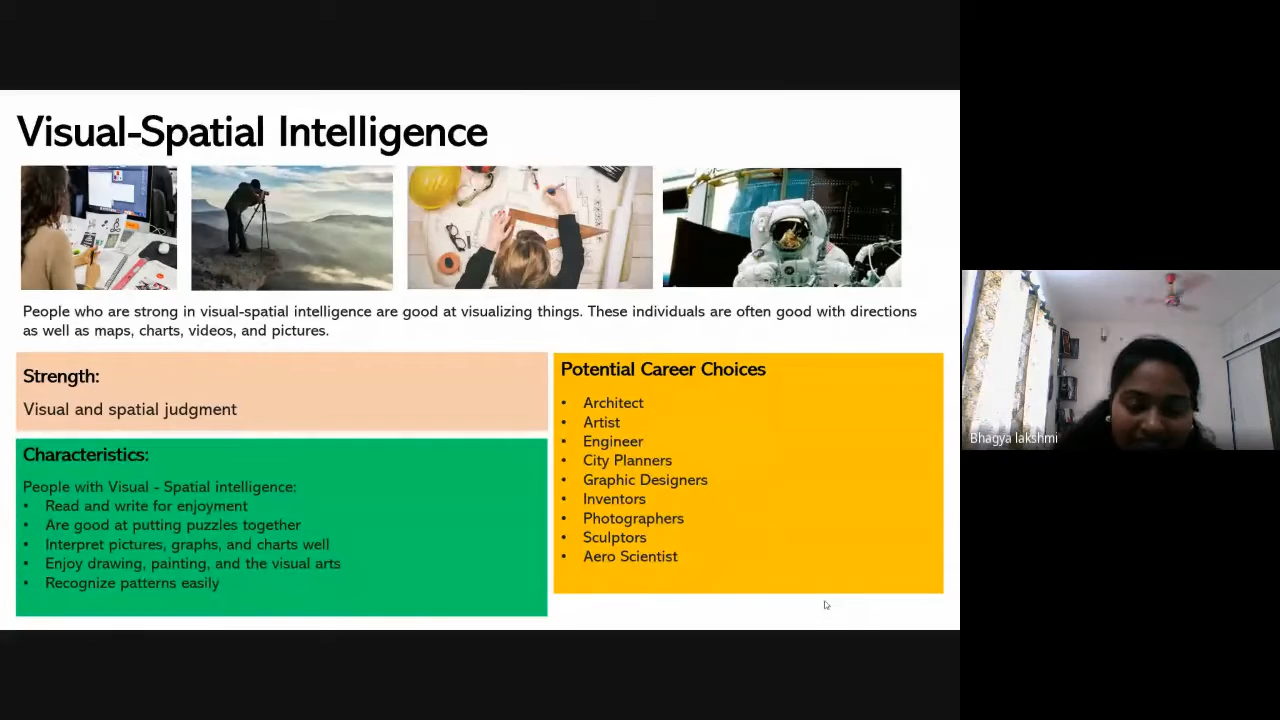 Visual-Spatial Intelligence
People who are strong in visual-spatial intelligence are good at visualizing things. These individuals are often good with directions
as well as maps, charts, videos, and pictures.
Strength:
Visual and spatial judgment
Characteristics:
People with Visual - Spatial intelligence:
• Read and write for enjoyment
• Are good at putting puzzles together
• Interpret pictures, graphs, and charts well
• Enjoy drawing, painting, and the visual arts
• Recognize patterns easily
Potential Career Choices
• Architect
• Artist
• Engineer
• City Planners
• Graphic Designers
• Inventors
• Photographers
• Sculptors
• Aero Scientist
Bhagya lakshmi